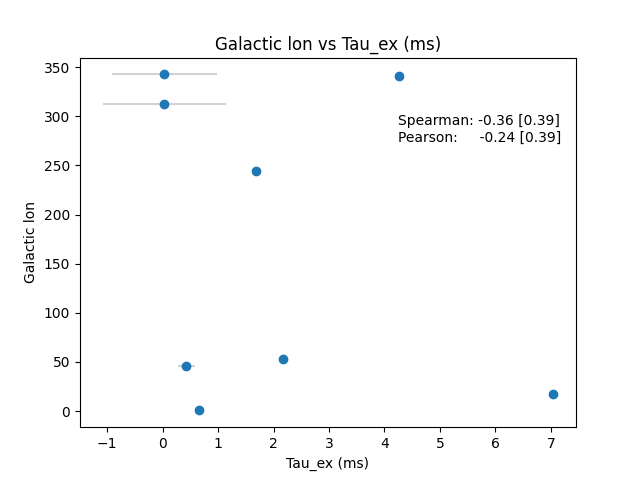 Galactic lon vs Tau_ex (ms)
350
300
250
200
150
100
50
0
Galactic lon
Spearman: -0.36 [0.39]
Pearson: -0.24 [0.39]
−1 0 1 2 3 4 5 6 7
Tau_ex (ms)